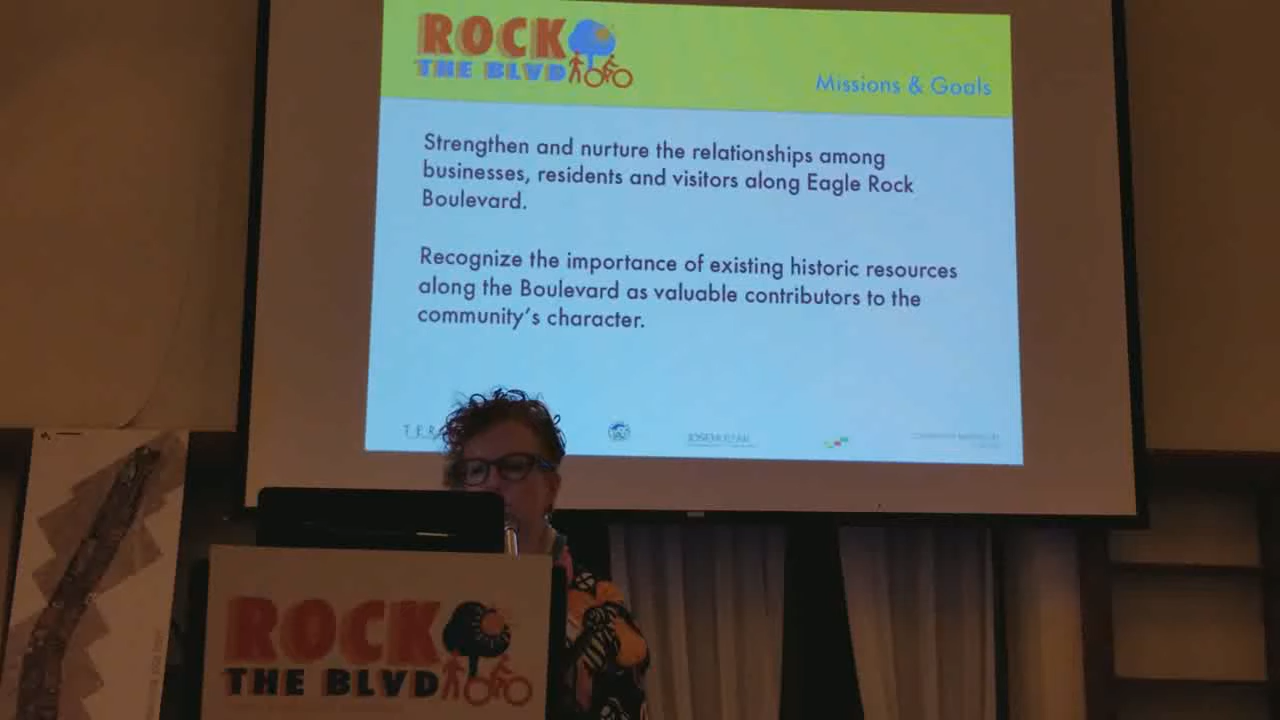 ROCK
THE BLVD
Missions & Goals
Strengthen and nurture the relationships among
businesses, residents and visitors along Eagle Rock
Boulevard.
Recognize the importance of existing historic resources
along the Boulevard as valuable contributors to the
community's character.
ROCK
THE BLVD